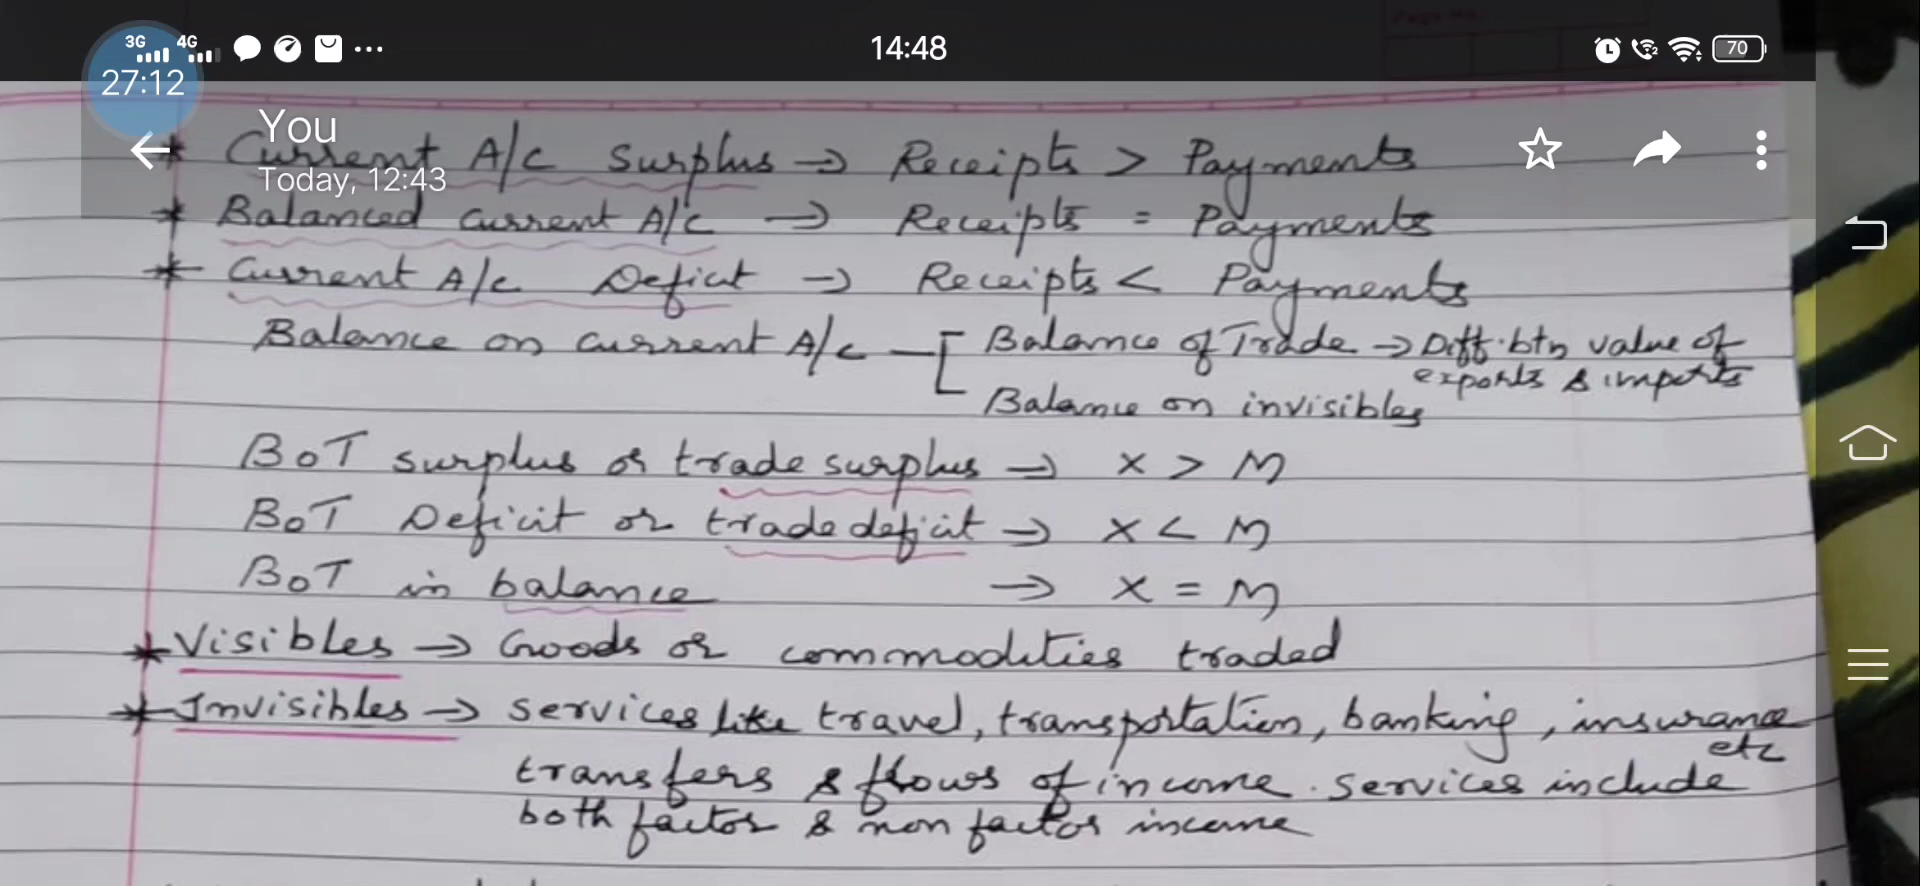 3G 4G 14:48 70
27:12
You
Today, 12:43
* Current A/c Surplus → Receipts > Payments
* Balanced current A/c → Receipts = Payments
* Current A/c Deficit → Receipts < Payments
Balance on current A/c — [ Balance of Trade → Diff. btn value of
exports & imports
Balance on invisibles
BOT surplus or trade surplus → X > M
BOT Deficit or trade deficit → X < M
BOT in balance → X = M
* Visibles → Goods or commodities traded
* Invisibles → services like travel, transportation, banking, insurance
etc
transfers & flows of income. services include
both factor & non factor income